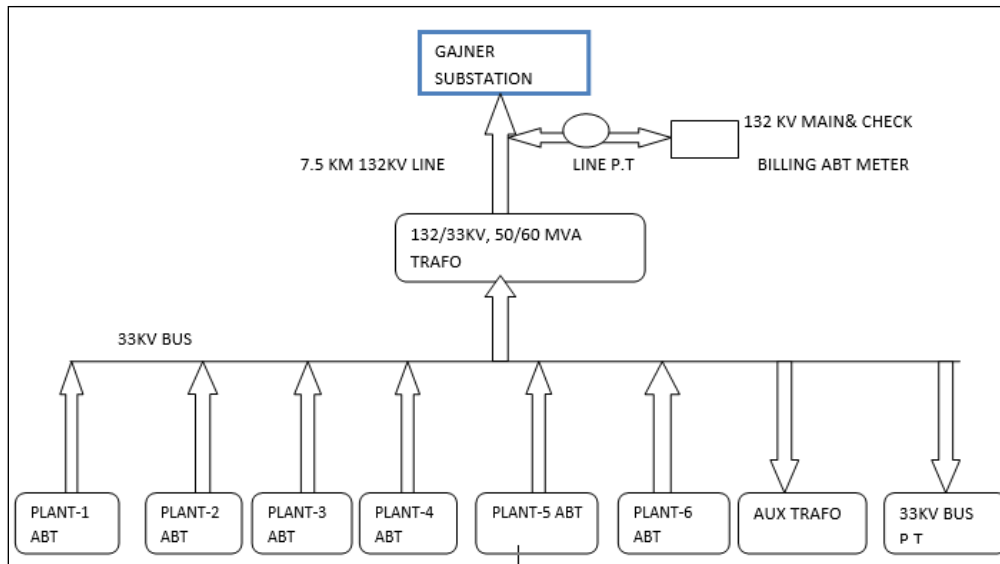 GAJNER
SUBSTATION
132 KV MAIN& CHECK
7.5 KM 132KV LINE
LINE P.T
BILLING ABT METER
132/33KV, 50/60 MVA
TRAFO
33KV BUS
PLANT-1
ABT
PLANT-2
ABT
PLANT-3
ABT
PLANT-4
ABT
PLANT-5 ABT
PLANT-6
ABT
AUX TRAFO
33KV BUS
P.T